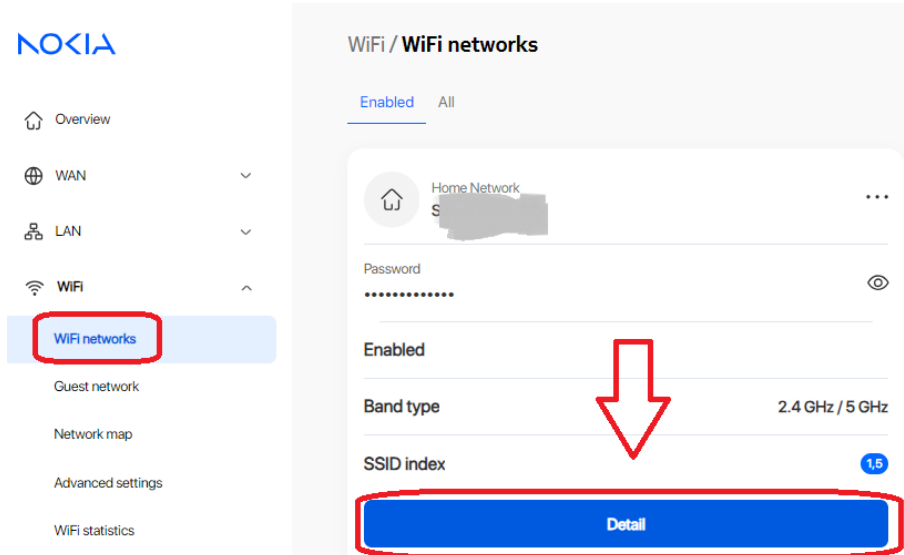 NOKIA
Overview
WAN
LAN
WiFi
WiFi networks
Guest network
Network map
Advanced settings
WiFi statistics
WiFi / WiFi networks
Enabled All
Home Network
Password
•••••••••••••
Enabled
Band type 2.4 GHz / 5 GHz
SSID index 1,5
Detail